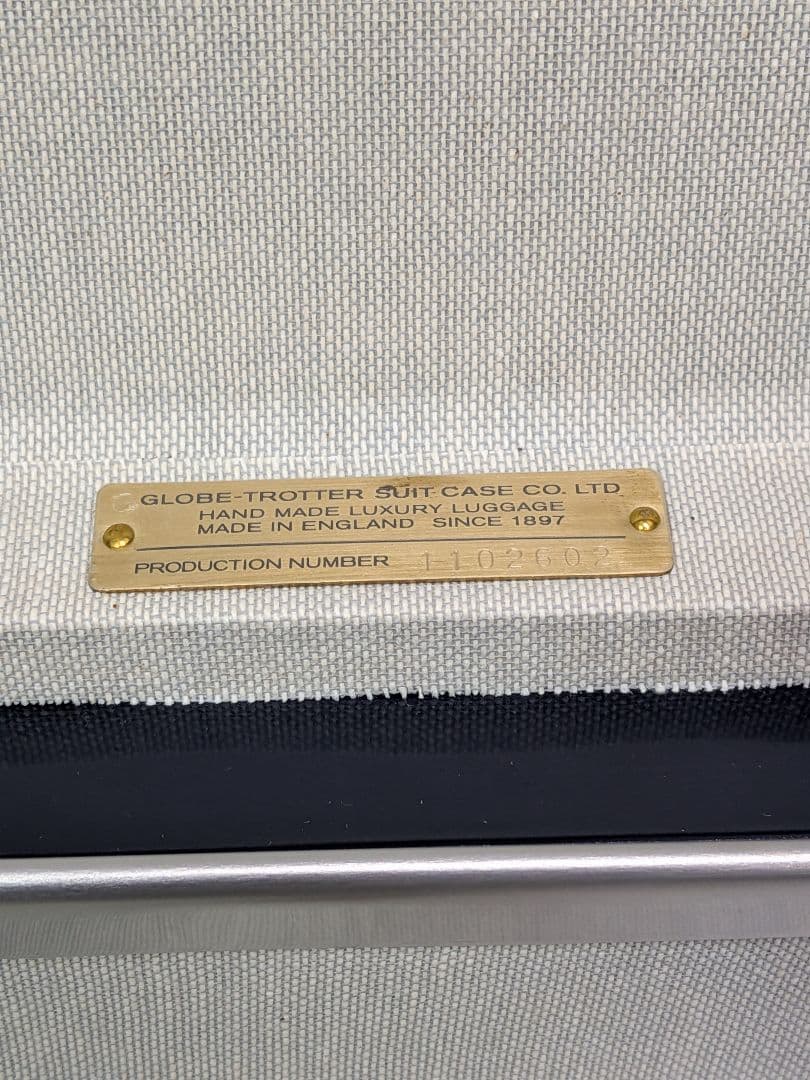 GLOBE-TROTTER SUIT-CASE CO. LTD
HAND MADE LUXURY LUGGAGE
MADE IN ENGLAND SINCE 1897
PRODUCTION NUMBER 1102602